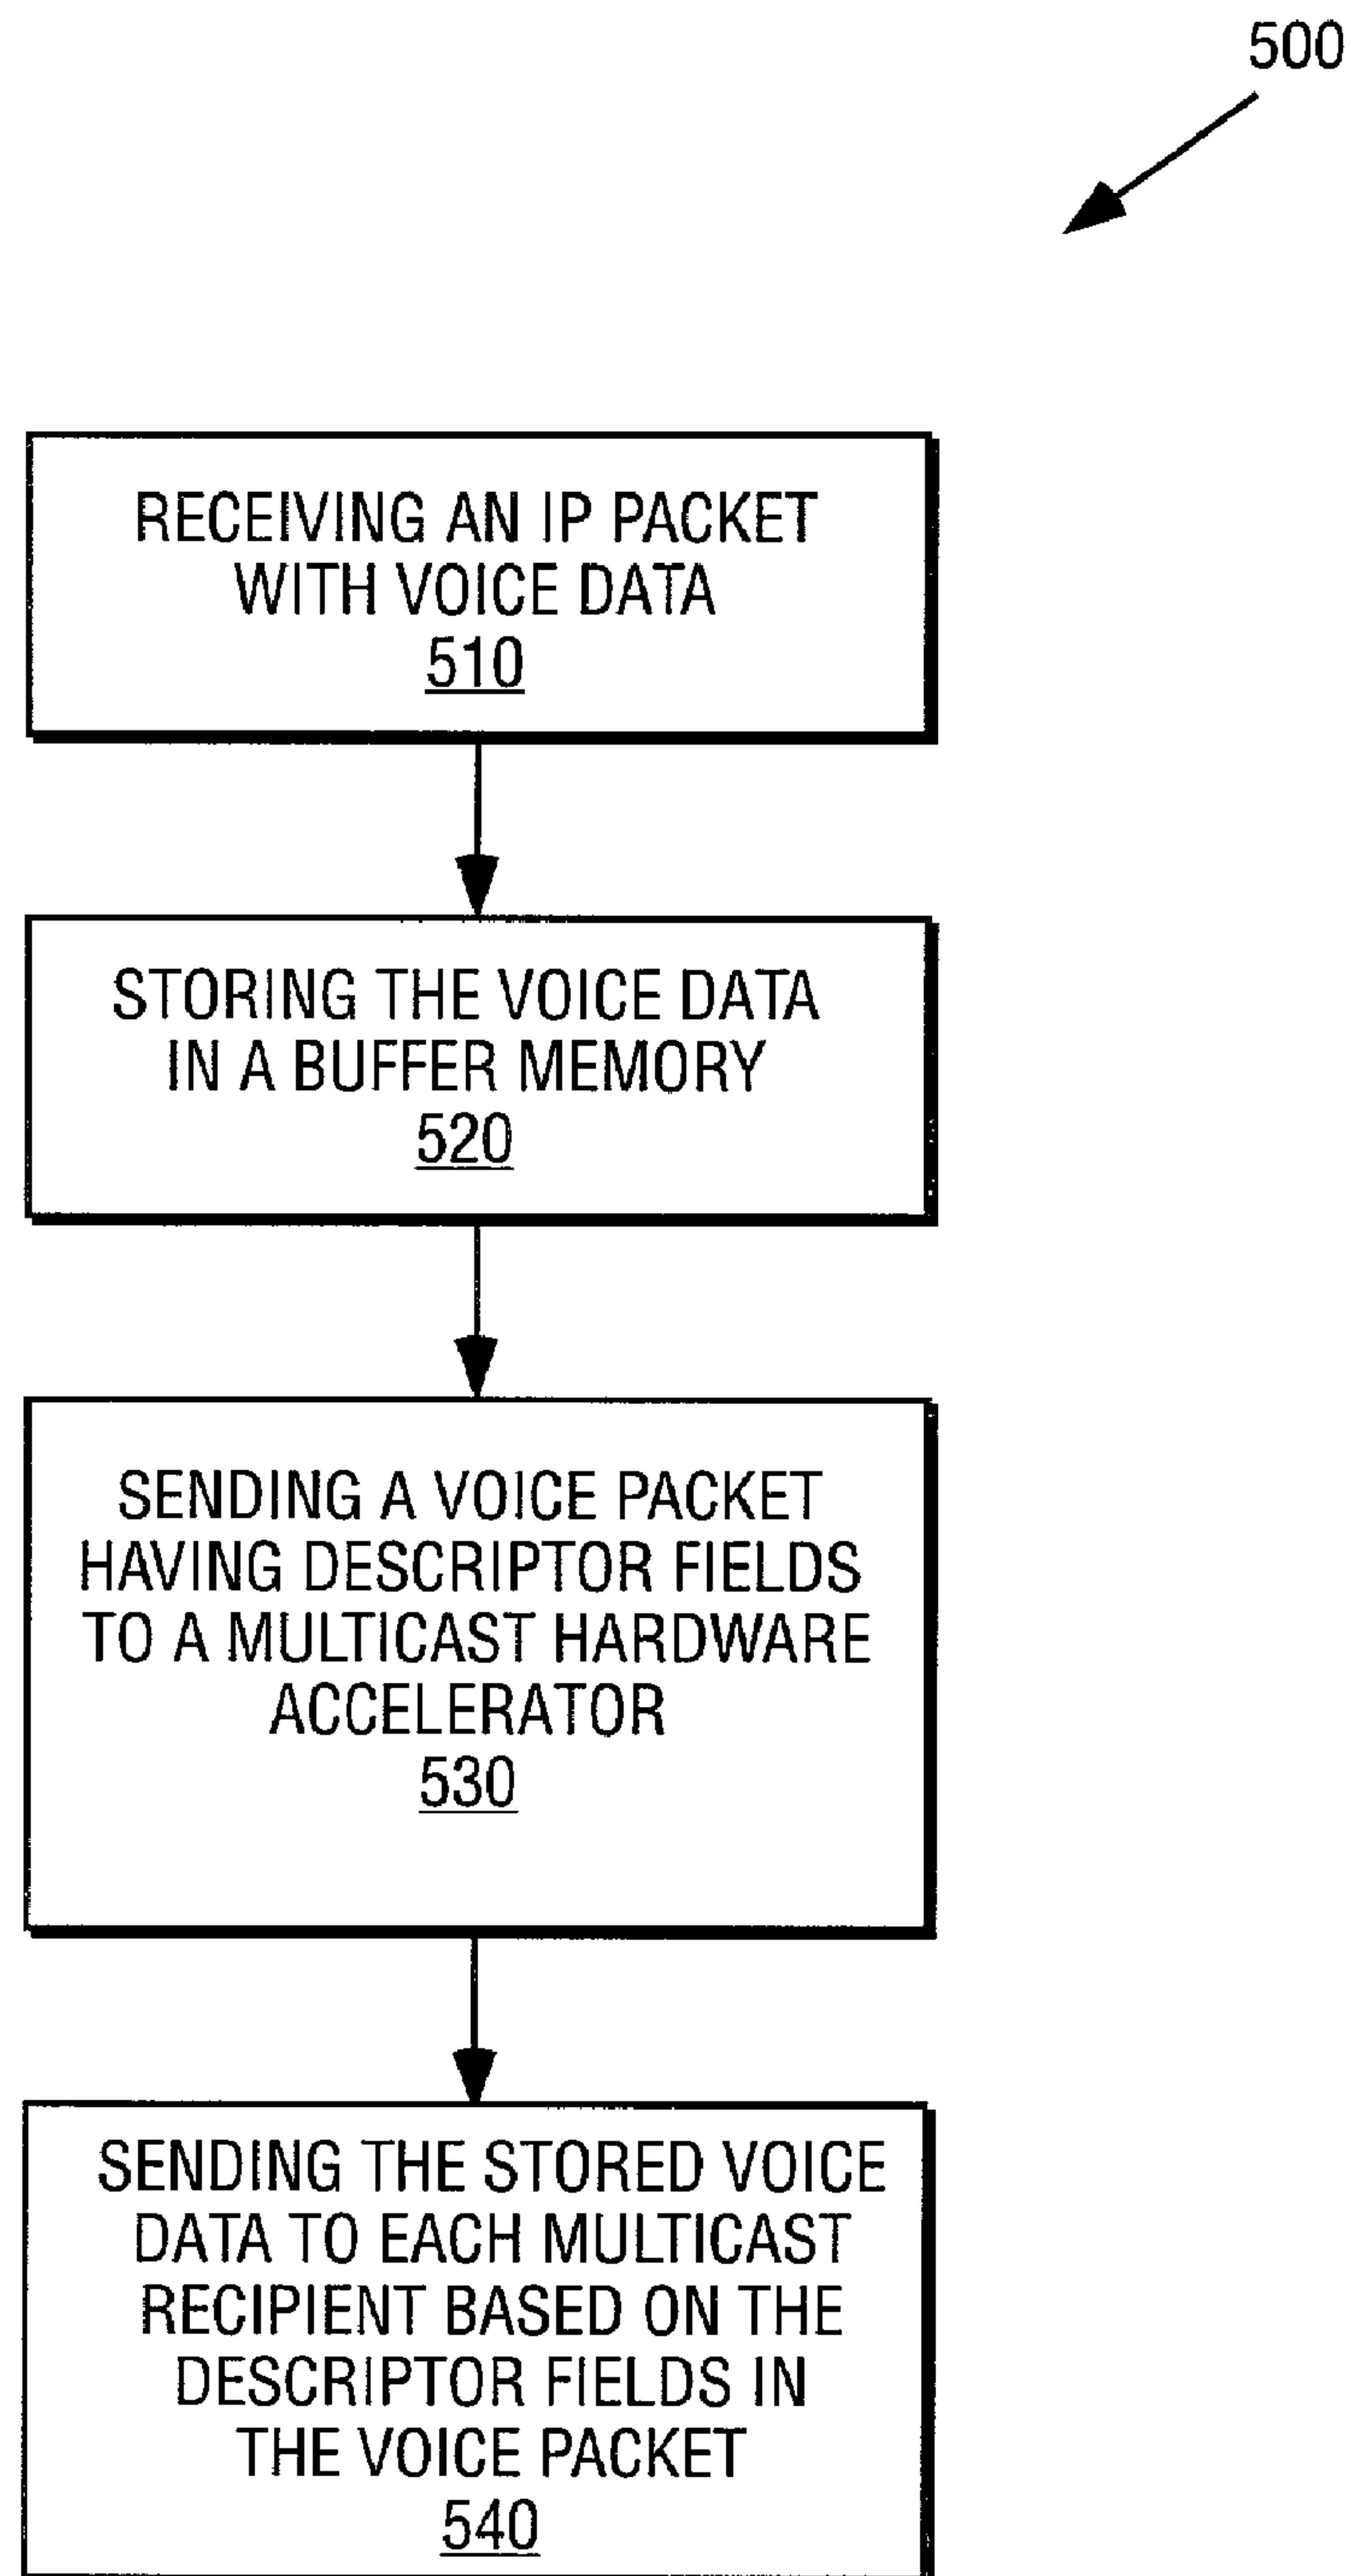 500
RECEIVING AN IP PACKET
WITH VOICE DATA
510
STORING THE VOICE DATA
IN A BUFFER MEMORY
520
SENDING A VOICE PACKET
HAVING DESCRIPTOR FIELDS
TO A MULTICAST HARDWARE
ACCELERATOR
530
SENDING THE STORED VOICE
DATA TO EACH MULTICAST
RECIPIENT BASED ON THE
DESCRIPTOR FIELDS IN
THE VOICE PACKET
540